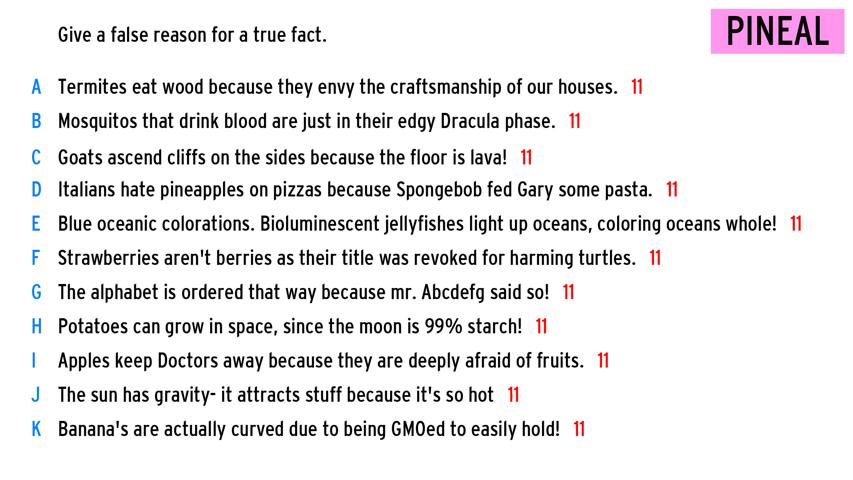 Give a false reason for a true fact.
PINEAL
A Termites eat wood because they envy the craftsmanship of our houses. 11
B Mosquitos that drink blood are just in their edgy Dracula phase. 11
C Goats ascend cliffs on the sides because the floor is lava! 11
D Italians hate pineapples on pizzas because Spongebob fed Gary some pasta. 11
E Blue oceanic colorations. Bioluminescent jellyfishes light up oceans, coloring oceans whole! 11
F Strawberries aren't berries as their title was revoked for harming turtles. 11
G The alphabet is ordered that way because mr. Abcdefg said so! 11
H Potatoes can grow in space, since the moon is 99% starch! 11
I Apples keep Doctors away because they are deeply afraid of fruits. 11
J The sun has gravity- it attracts stuff because it's so hot 11
K Banana's are actually curved due to being GMOed to easily hold! 11